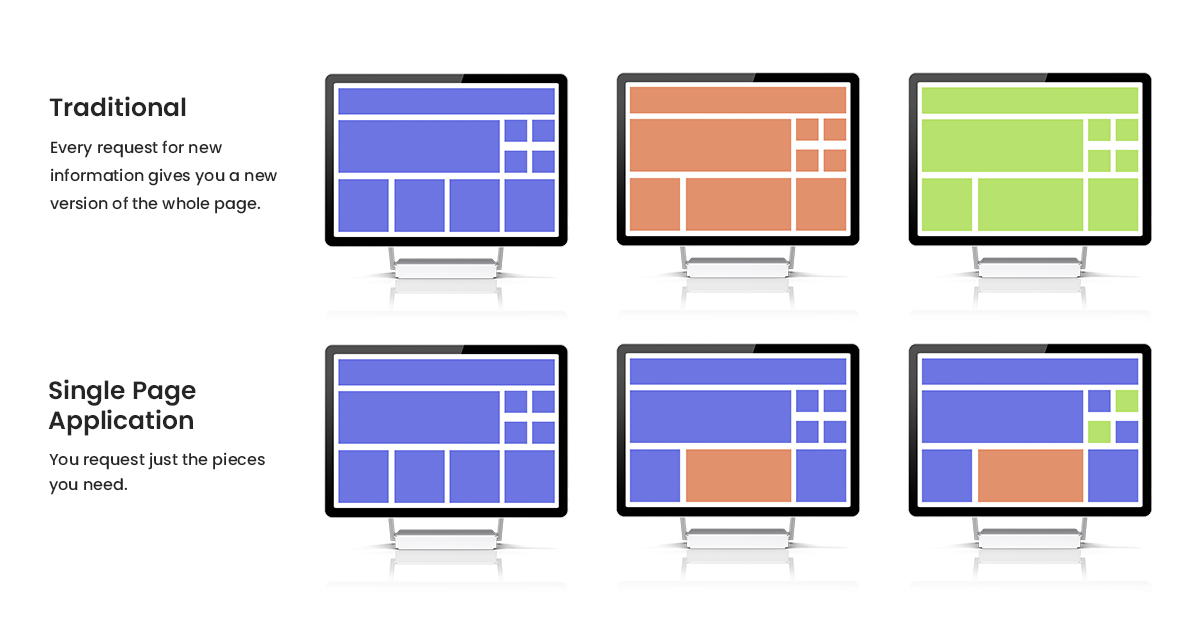 Traditional
Every request for new
information gives you a new
version of the whole page.
Single Page
Application
You request just the pieces
you need.